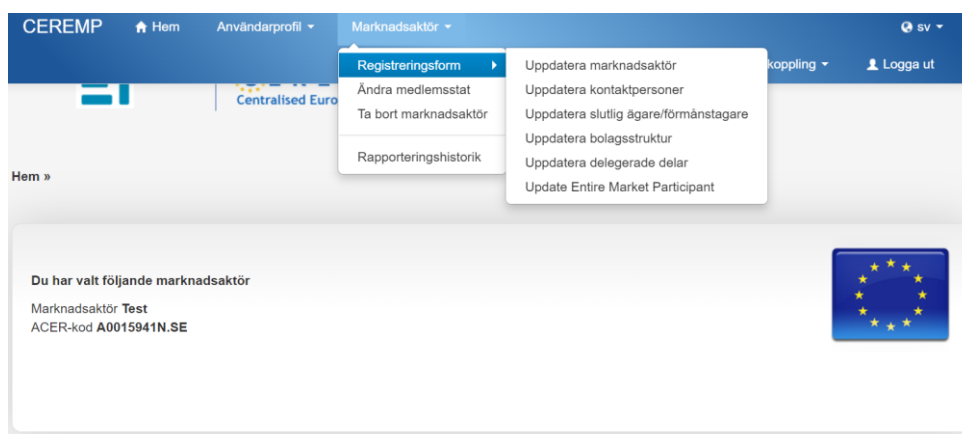 CEREMP Hem Användarprofil Marknadsaktör sv
koppling Logga ut
Registreringsform
Ändra medlemsstat
Ta bort marknadsaktör
Rapporteringshistorik
Uppdatera marknadsaktör
Uppdatera kontaktpersoner
Uppdatera slutlig ägare/förmånstagare
Uppdatera bolagsstruktur
Uppdatera delegerade delar
Update Entire Market Participant
Centralised Euro
Hem »
Du har valt följande marknadsaktör
Marknadsaktör Test
ACER-kod A0015941N.SE